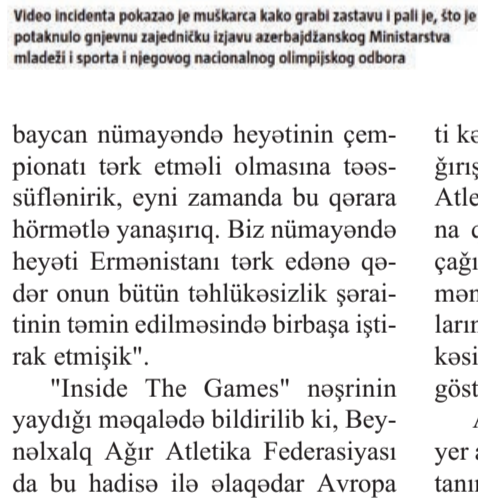 Video incidenta pokazao je muškarca kako grabi zastavu i pali je, što je
potaknulo gnjevnu zajedničku izjavu azerbajdžanskog Ministarstva
mladeži i sporta i njegovog nacionalnog olimpijskog odbora
baycan nümayəndə heyətinin çem-
pionatı tərk etməli olmasına təəs-
süflənirik, eyni zamanda bu qərara
hörmətlə yanaşırıq. Biz nümayəndə
heyəti Ermənistanı tərk edənə qə-
dər onun bütün təhlükəsizlik şərai-
tinin təmin edilməsində birbaşa işti-
rak etmişik".
"Inside The Games" nəşrinin
yaydığı məqalədə bildirilib ki, Bey-
nəlxalq Ağır Atletika Federasiyası
da bu hadisə ilə əlaqədar Avropa